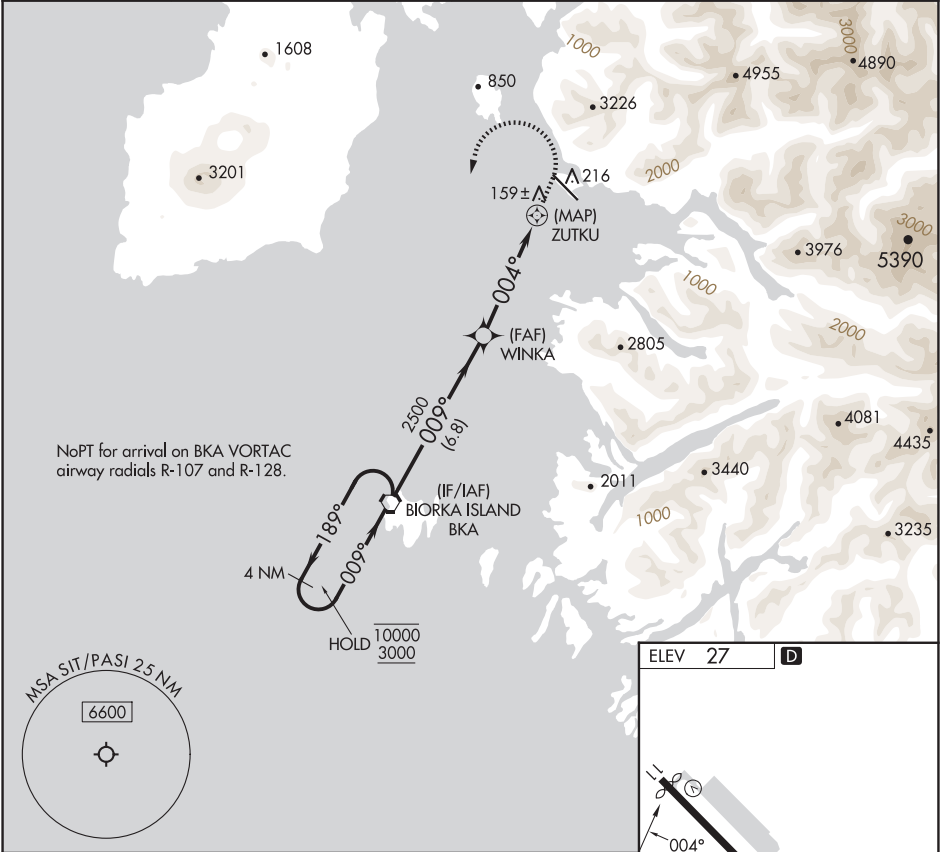 1608
850
1000
3000
4890
4955
3226
3201
2000
159±
216
(MAP)
ZUTKU
3000
3976
5390
004°
1000
(FAF)
WINKA
2805
2000
2500
009°
(6.8)
4081
4435
NoPT for arrival on BKA VORTAC
airway radials R-107 and R-128.
3440
2011
(IF/IAF)
BIORKA ISLAND
BKA
1000
189°
009°
3235
4 NM
HOLD
10000
3000
MSA SIT/PASI 25 NM
6600
ELEV 27 D
11
V
004°